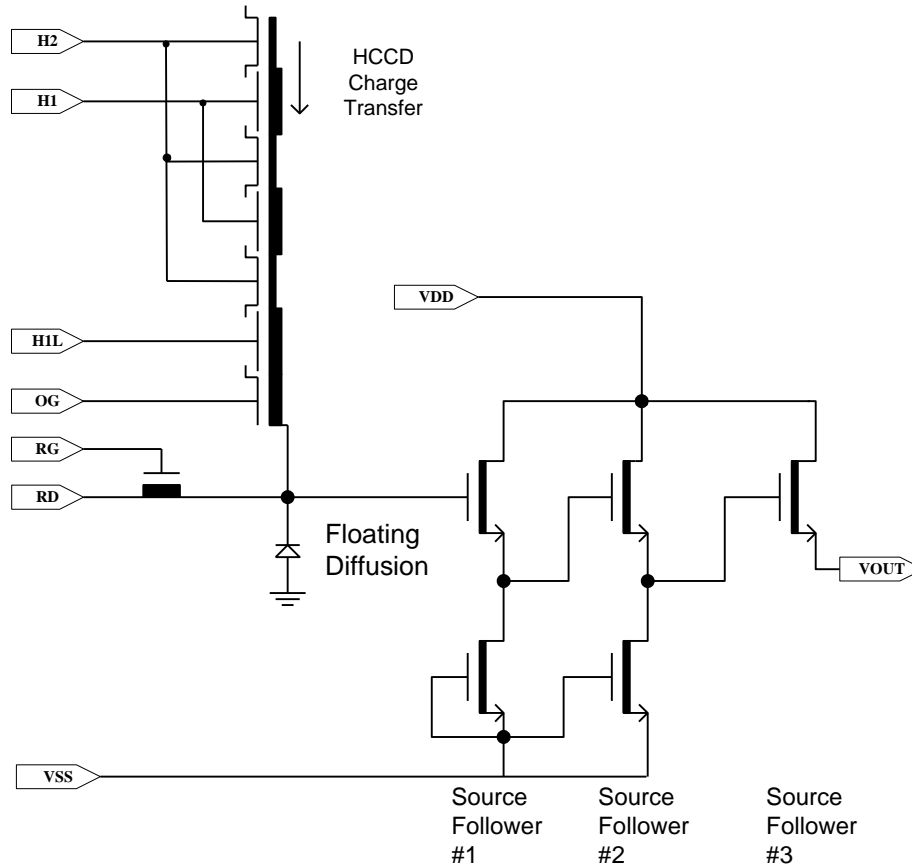 H2
HCCD
Charge
Transfer
H1
VDD
H1L
OG
RG
RD
Floating
Diffusion
VOUT
VSS
Source
Follower
#1
Source
Follower
#2
Source
Follower
#3